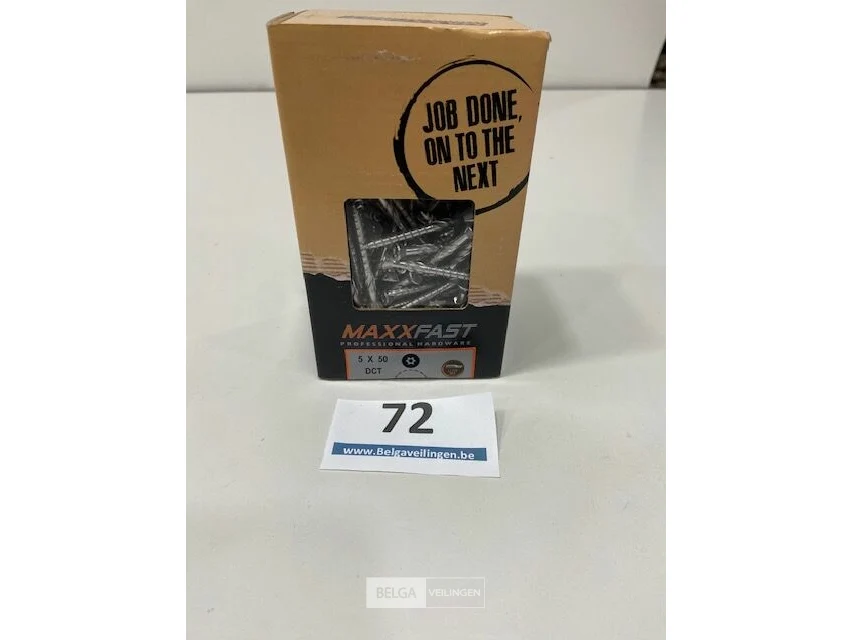 JOB DONE,
ON TO THE
NEXT
MAXXFAST
PROFESSIONAL HARDWARE
5 X 50
DCT
72
www.Belgaveilingen.be
BELGA VEILINGEN